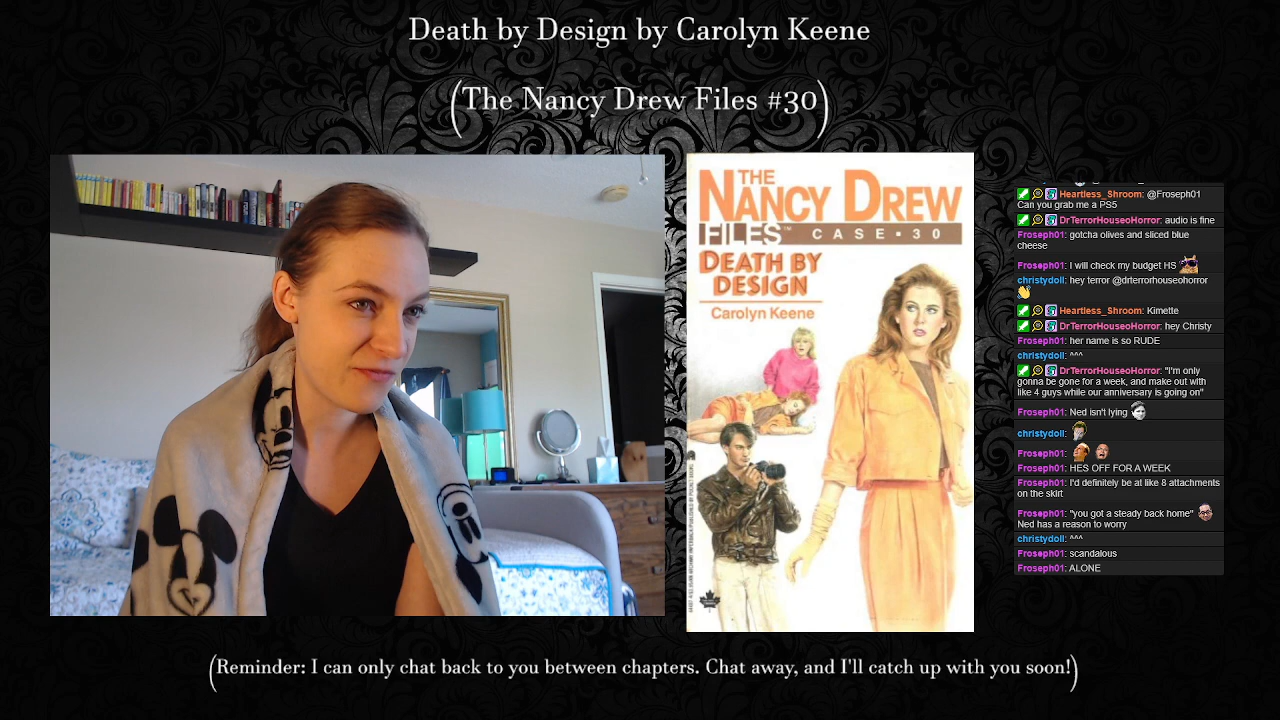 Death by Design by Carolyn Keene
(The Nancy Drew Files #30)
THE
NANCY DREW
FILES™ CASE • 30
DEATH BY
DESIGN
Carolyn Keene
Heartless_Shroom: @Froseph01
Can you grab me a PS5
DrTerrorHouseoHorror: audio is fine
Froseph01: gotcha olives and sliced blue
cheese
Froseph01: I will check my budget HS
christydoll: hey terror @drterrorhouseohorror
Heartless_Shroom: Kimette
DrTerrorHouseoHorror: hey Christy
Froseph01: her name is so RUDE
christydoll: ^^^
DrTerrorHouseoHorror: "I'm only
gonna be gone for a week, and make out with
like 4 guys while our anniversary is going on"
Froseph01: Ned isn't lying
christydoll:
Froseph01:
Froseph01: HES OFF FOR A WEEK
Froseph01: I'd definitely be at like 8 attachments
on the skirt
Froseph01: "you got a steady back home"
Ned has a reason to worry
christydoll: ^^^
Froseph01: scandalous
Froseph01: ALONE
(Reminder: I can only chat back to you between chapters. Chat away, and I'll catch up with you soon!)